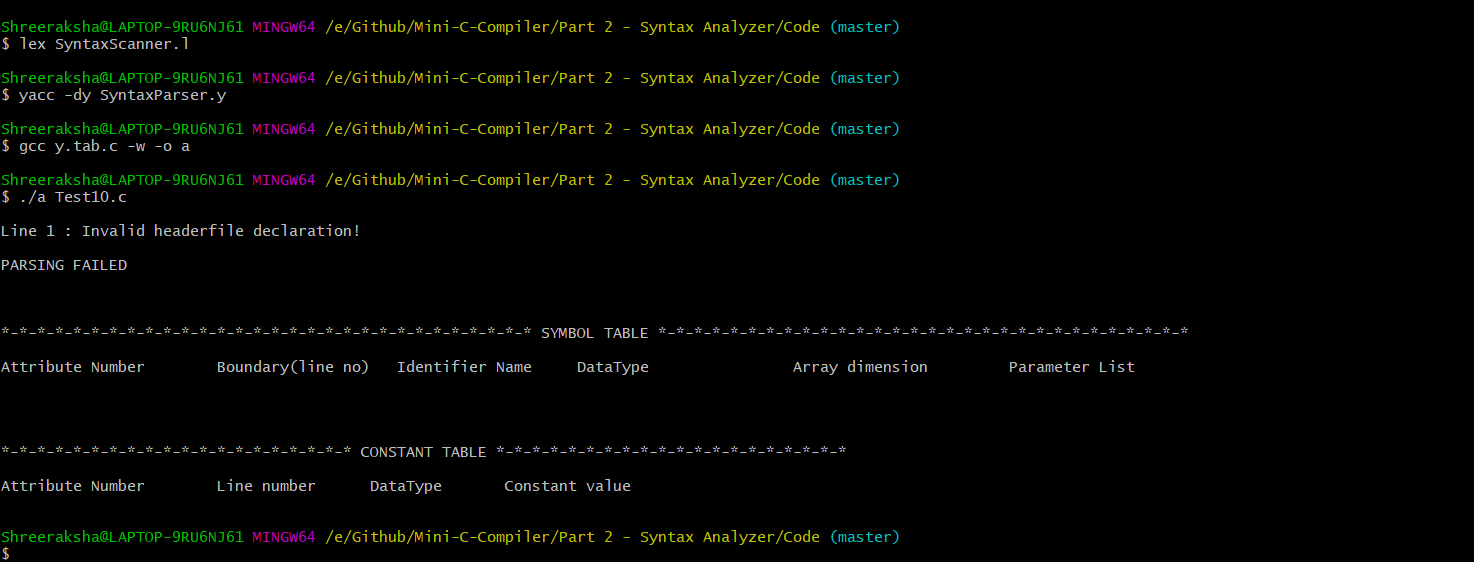 Shreeraksha@LAPTOP-9RU6NJ61 MINGW64 /e/Github/Mini-C-Compiler/Part 2 - Syntax Analyzer/Code (master)
$ lex SyntaxScanner.l
Shreeraksha@LAPTOP-9RU6NJ61 MINGW64 /e/Github/Mini-C-Compiler/Part 2 - Syntax Analyzer/Code (master)
$ yacc -dy SyntaxParser.y
Shreeraksha@LAPTOP-9RU6NJ61 MINGW64 /e/Github/Mini-C-Compiler/Part 2 - Syntax Analyzer/Code (master)
$ gcc y.tab.c -w -o a
Shreeraksha@LAPTOP-9RU6NJ61 MINGW64 /e/Github/Mini-C-Compiler/Part 2 - Syntax Analyzer/Code (master)
$ ./a Test10.c
Line 1 : Invalid headerfile declaration!
PARSING FAILED
*-*-*-*-*-*-*-*-*-*-*-*-*-*-*-*-*-*-*-*-*-*-*-*-*-*-*-*-*-* SYMBOL TABLE *-*-*-*-*-*-*-*-*-*-*-*-*-*-*-*-*-*-*-*-*-*-*-*-*-*-*-*-*-*
Attribute Number        Boundary(line no)   Identifier Name     DataType                Array dimension         Parameter List
*-*-*-*-*-*-*-*-*-*-*-*-*-*-*-*-*-*-*-* CONSTANT TABLE *-*-*-*-*-*-*-*-*-*-*-*-*-*-*-*-*-*-*-*
Attribute Number        Line number      DataType       Constant value
Shreeraksha@LAPTOP-9RU6NJ61 MINGW64 /e/Github/Mini-C-Compiler/Part 2 - Syntax Analyzer/Code (master)
$